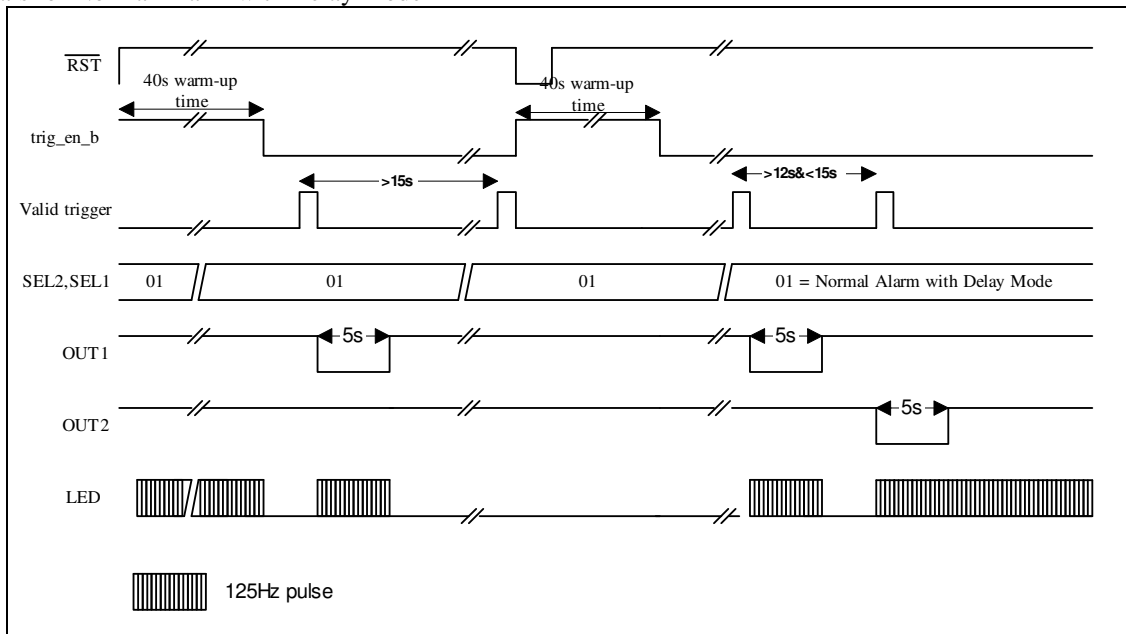 RST
40s warm-up
time
40s warm-up
time
trig_en_b
>15s
>12s&<15s
Valid trigger
SEL2,SEL1
01
01
01
01 = Normal Alarm with Delay Mode
5s
5s
OUT1
5s
OUT2
LED
125Hz pulse